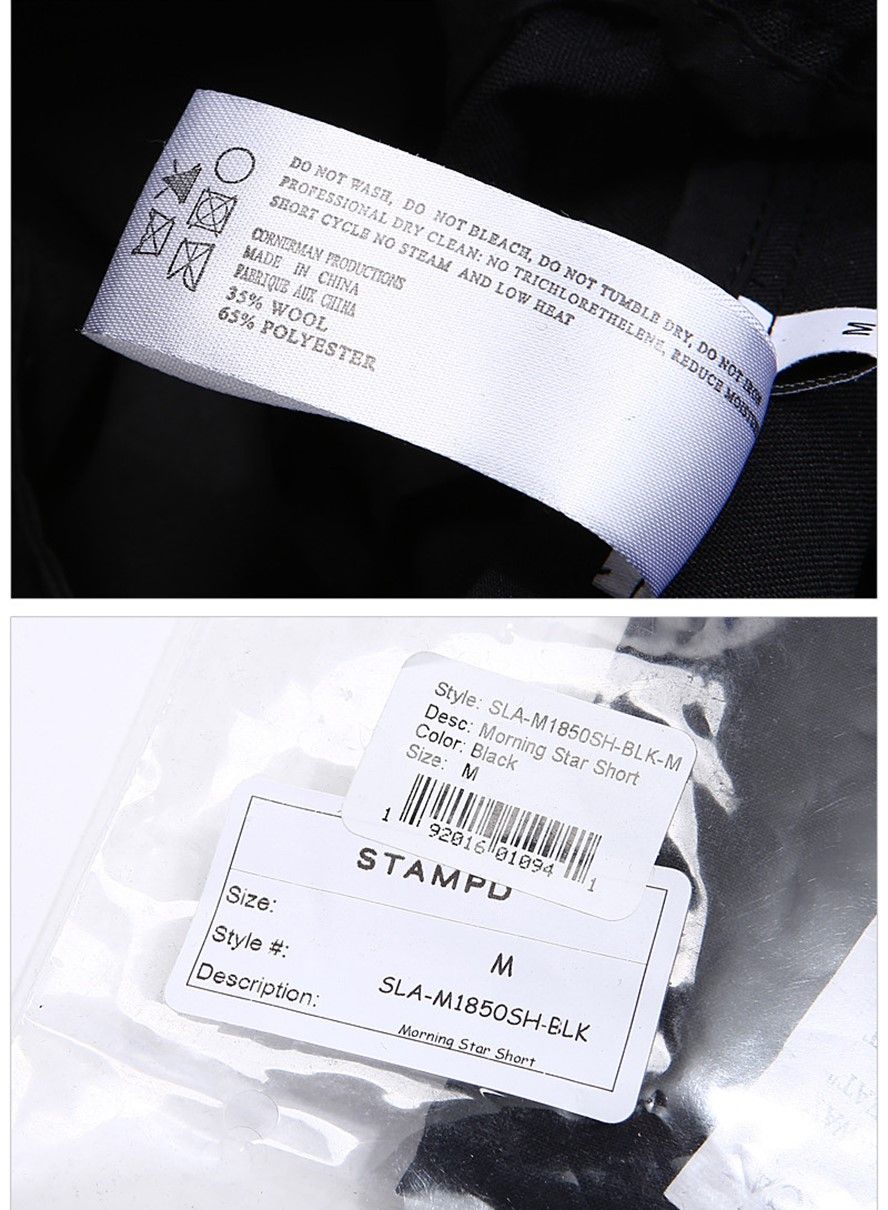 DO NOT WASH, DO NOT BLEACH, DO NOT TUMBLE DRY, DO NOT IRON
PROFESSIONAL DRY CLEAN: NO TRICHLORETHELENE, REDUCE MOISTURE
SHORT CYCLE NO STEAM AND LOW HEAT
CORNERMAN PRODUCTIONS
MADE IN CHINA
FABRIQUE AUX CHINA
35% WOOL
65% POLYESTER
M
Style: SLA-M1850SH-BLK-M
Desc: Morning Star Short
Color: Black
Size: M
1 92016 01094 1
STAMPD
Size: M
Style #: SLA-M1850SH-BLK
Description: Morning Star Short